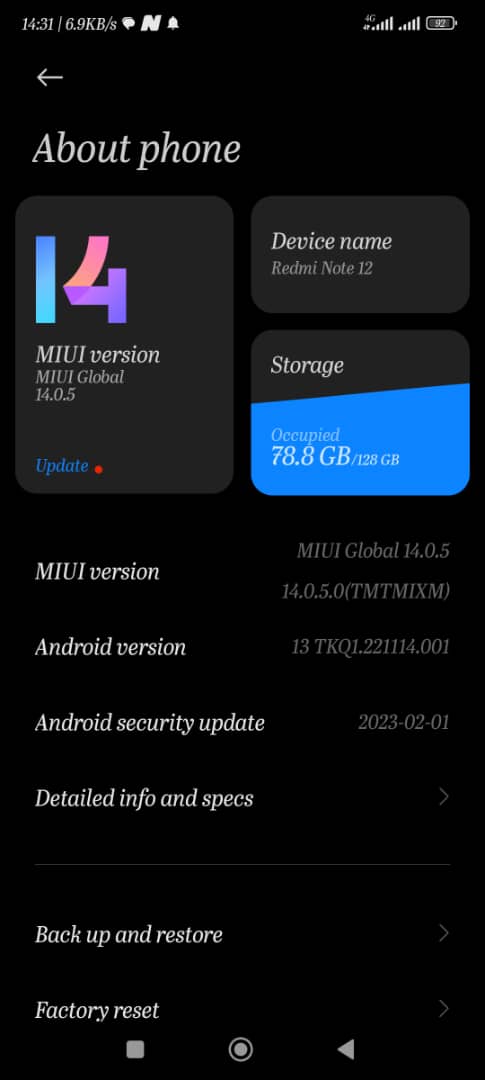 14:31 | 6.9KB/s
4G
92
About phone
14
MIUI version
MIUI Global
14.0.5
Update
Device name
Redmi Note 12
Storage
Occupied
78.8 GB/128 GB
MIUI version
MIUI Global 14.0.5
14.0.5.0(TMTMIXM)
Android version
13 TKQ1.221114.001
Android security update
2023-02-01
Detailed info and specs
Back up and restore
Factory reset